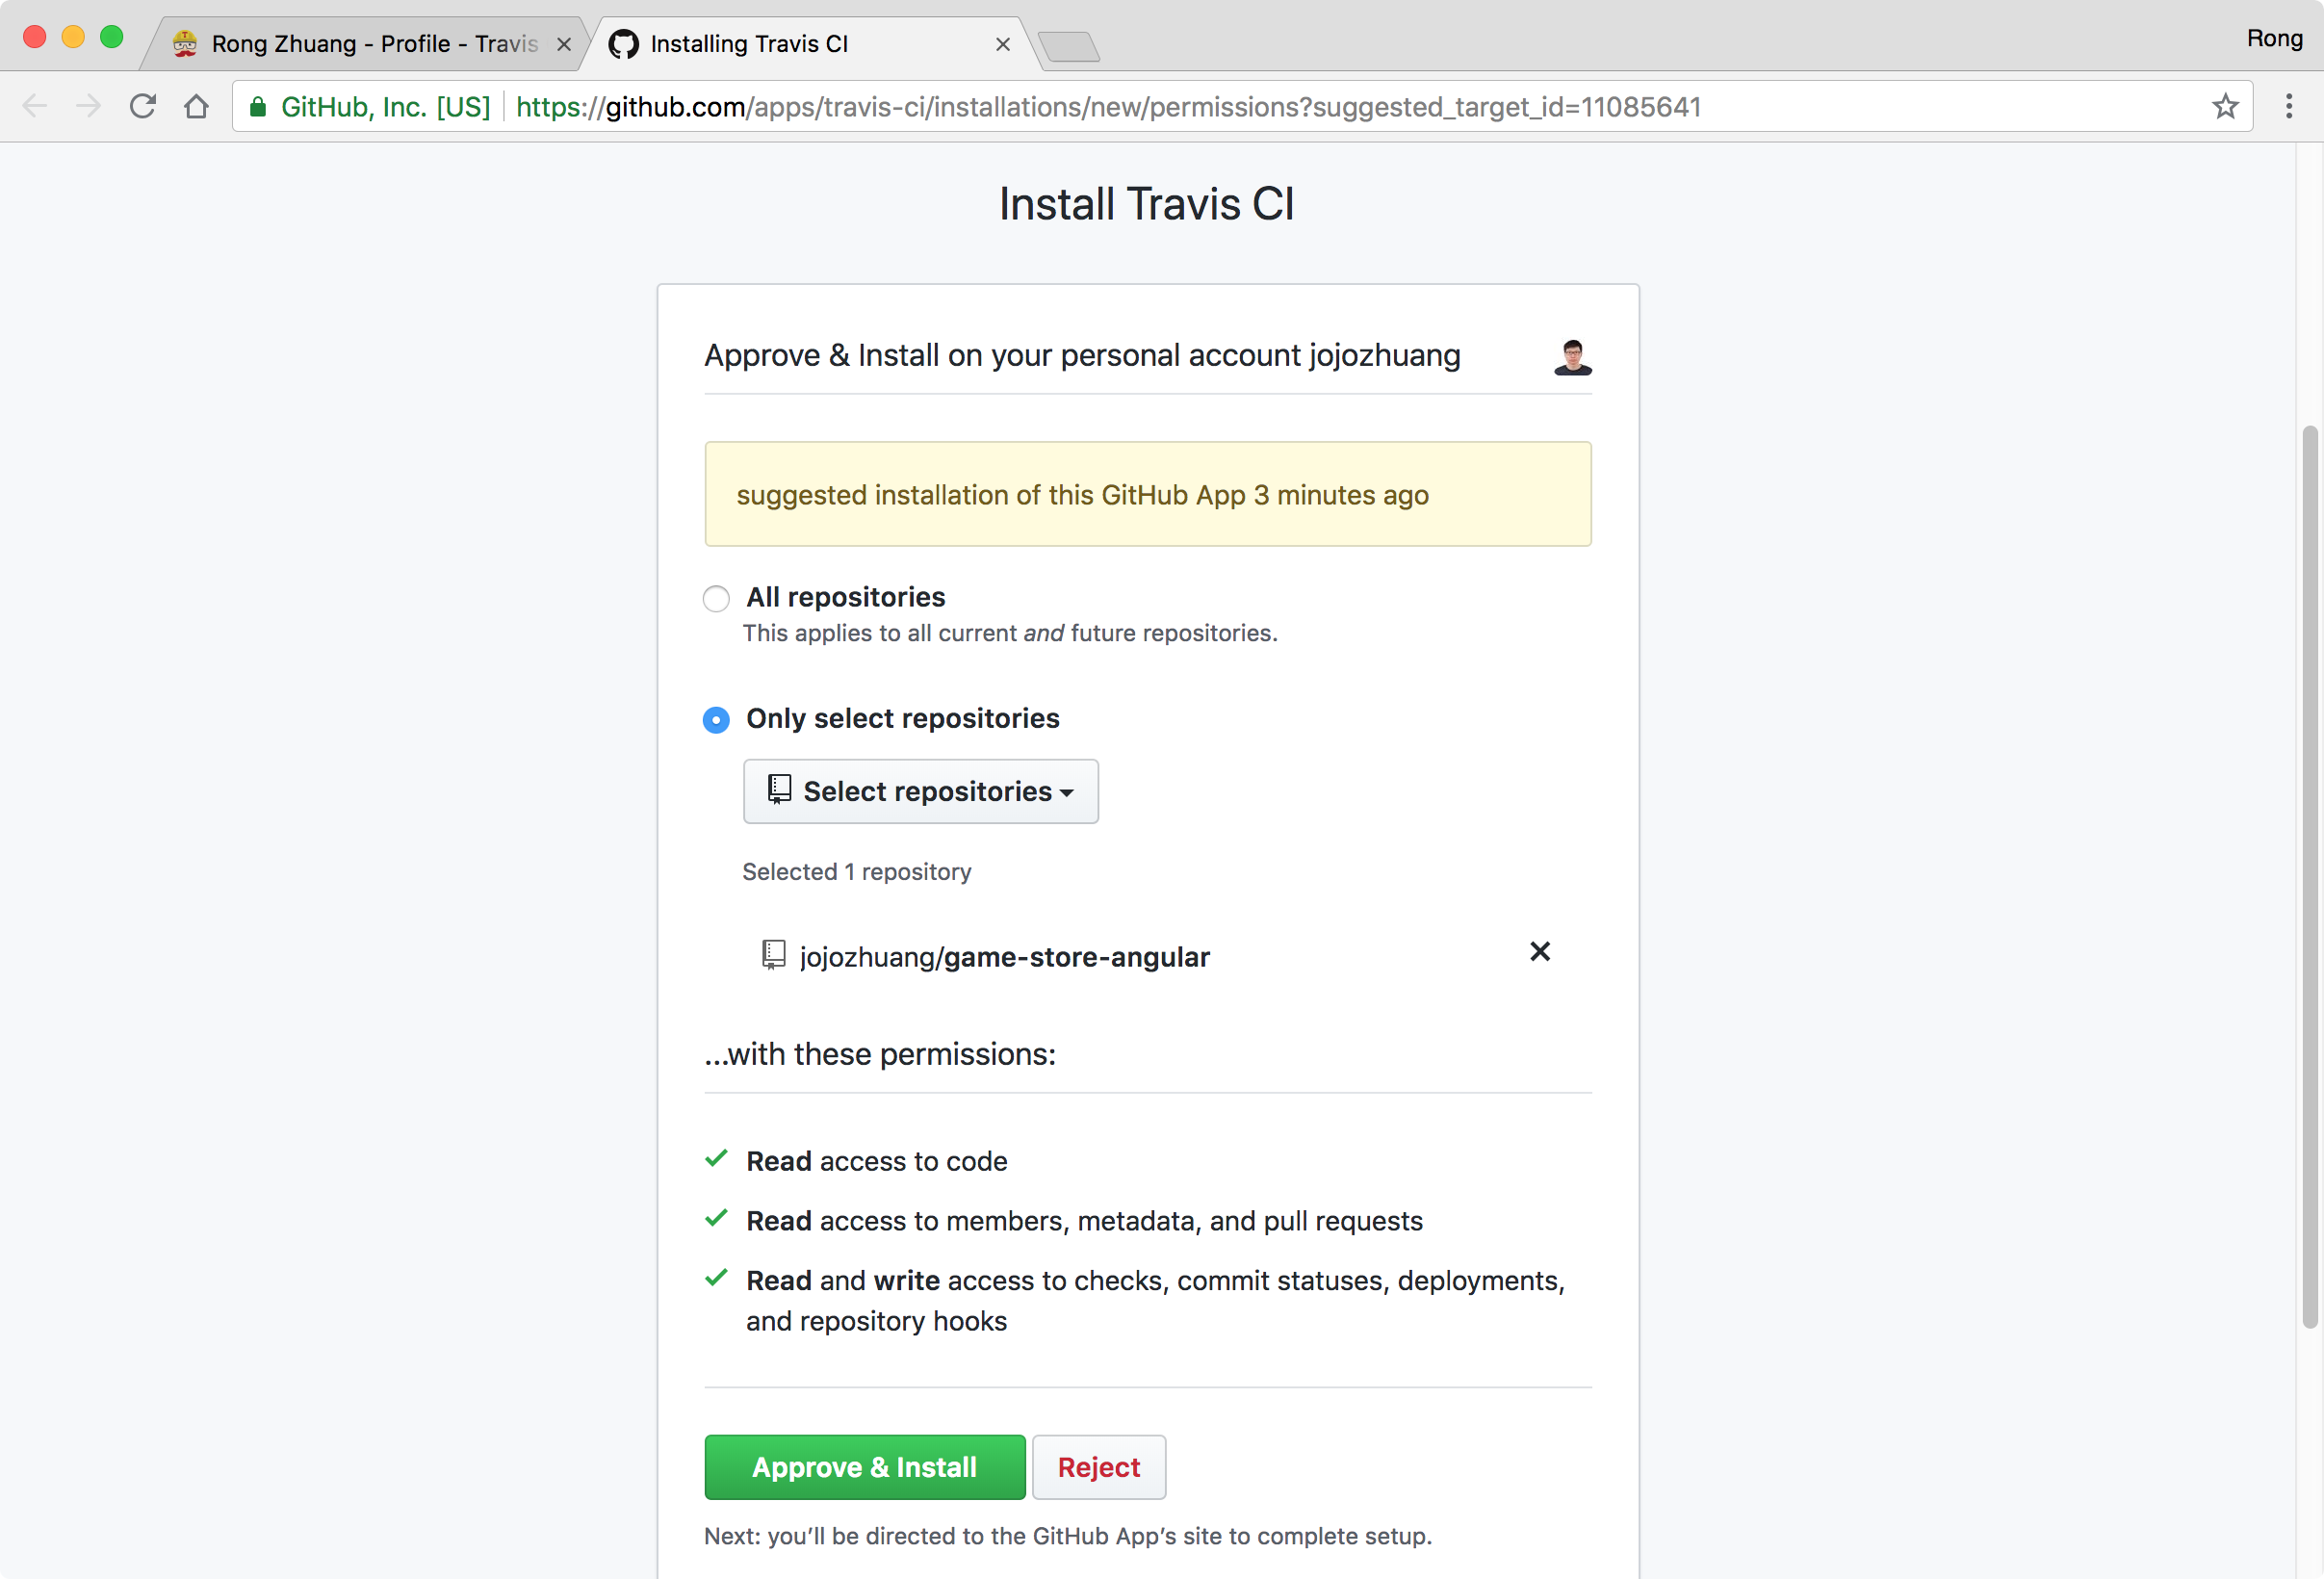 Rong Zhuang - Profile - Travis
Installing Travis CI
Rong
GitHub, Inc. [US]
https://github.com/apps/travis-ci/installations/new/permissions?suggested_target_id=11085641
Install Travis CI
Approve & Install on your personal account jojozhuang
suggested installation of this GitHub App 3 minutes ago
All repositories
This applies to all current and future repositories.
Only select repositories
Select repositories
Selected 1 repository
jojozhuang/game-store-angular
...with these permissions:
Read access to code
Read access to members, metadata, and pull requests
Read and write access to checks, commit statuses, deployments,
and repository hooks
Approve & Install
Reject
Next: you’ll be directed to the GitHub App’s site to complete setup.